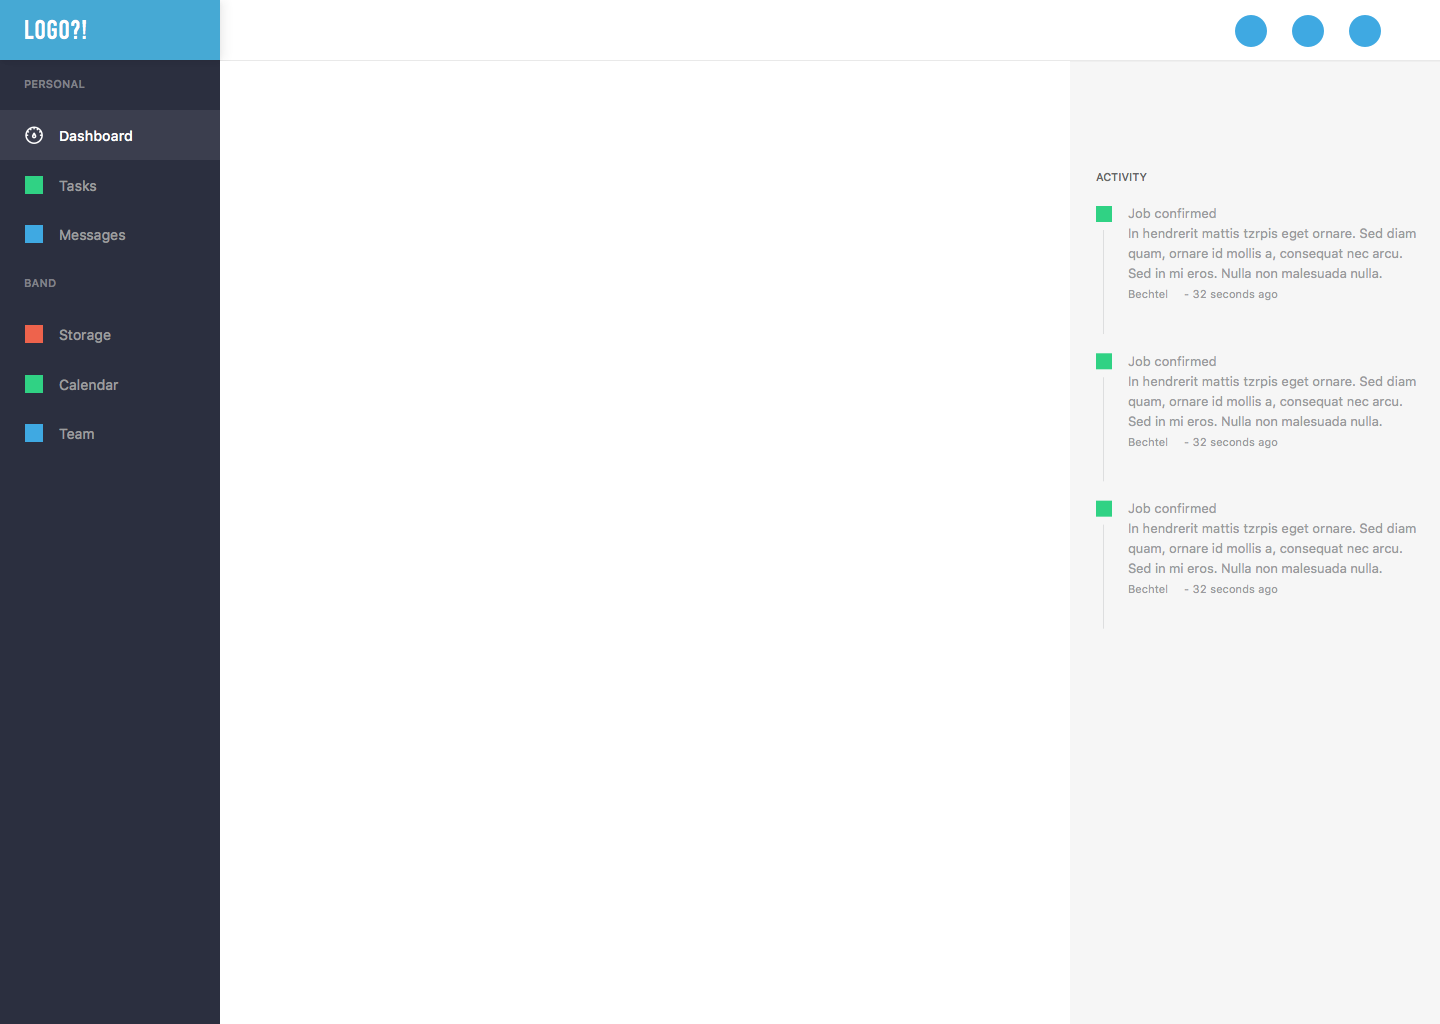 LOGO?!
PERSONAL
Dashboard
Tasks
Messages
BAND
Storage
Calendar
Team
ACTIVITY
Job confirmed
In hendrerit mattis tzrpis eget ornare. Sed diam
quam, ornare id mollis a, consequat nec arcu.
Sed in mi eros. Nulla non malesuada nulla.
Bechtel - 32 seconds ago
Job confirmed
In hendrerit mattis tzrpis eget ornare. Sed diam
quam, ornare id mollis a, consequat nec arcu.
Sed in mi eros. Nulla non malesuada nulla.
Bechtel - 32 seconds ago
Job confirmed
In hendrerit mattis tzrpis eget ornare. Sed diam
quam, ornare id mollis a, consequat nec arcu.
Sed in mi eros. Nulla non malesuada nulla.
Bechtel - 32 seconds ago